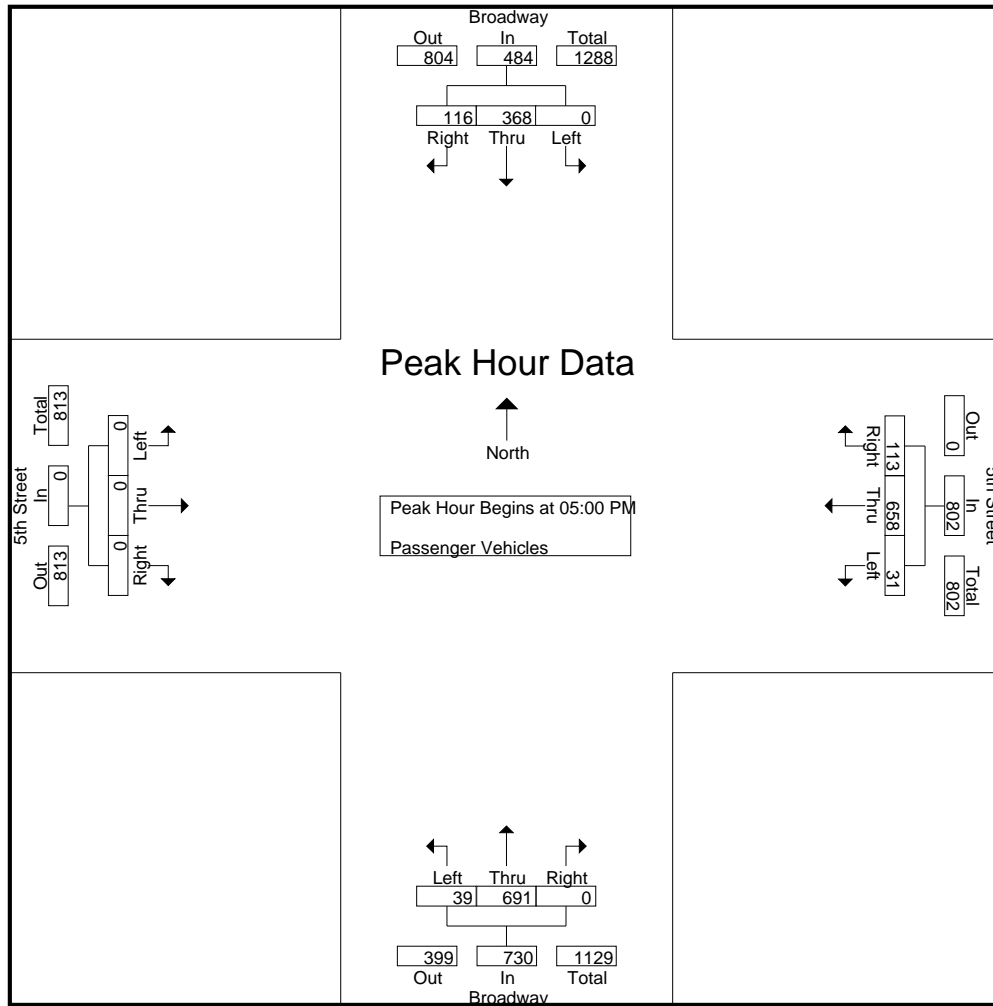 Broadway
Out In Total
804 484 1288
116 368 0
Right Thru Left
Peak Hour Data
North
Peak Hour Begins at 05:00 PM
Passenger Vehicles
Total In Out
813 0 813
5th Street
0 0 0
Left Thru Right
Out In Total
0 802 802
5th Street
Right Thru Left
113 658 31
Left Thru Right
39 691 0
399 730 1129
Out In Total
Broadway